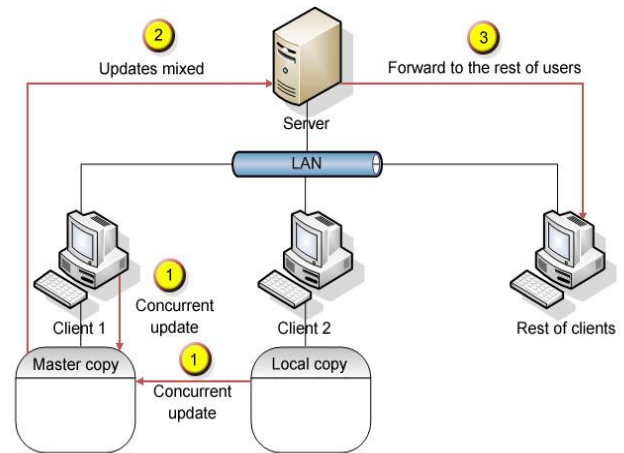 2
Updates mixed
3
Forward to the rest of users
Server
LAN
Client 1
1
Concurrent
update
Client 2
Rest of clients
Master copy
1
Concurrent
update
Local copy